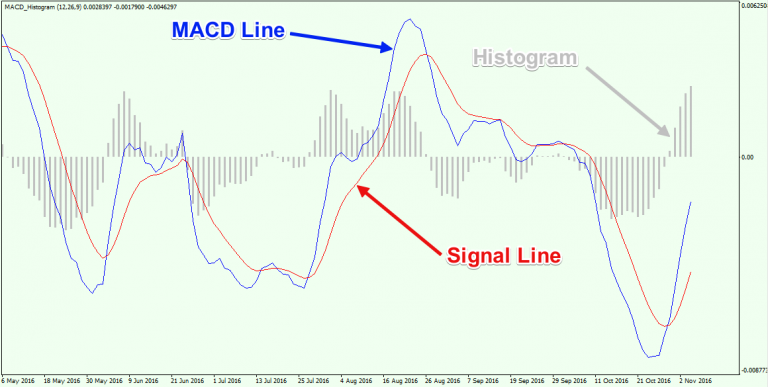 MACD_Histogram (12,26,9) 0.0028397 -0.0017900 -0.0046297
0.006250
MACD Line
Histogram
0.00
Signal Line
-0.008771
6 May 2016 18 May 2016 30 May 2016 9 Jun 2016 21 Jun 2016 1 Jul 2016 13 Jul 2016 25 Jul 2016 4 Aug 2016 16 Aug 2016 26 Aug 2016 7 Sep 2016 19 Sep 2016 29 Sep 2016 11 Oct 2016 21 Oct 2016 2 Nov 2016